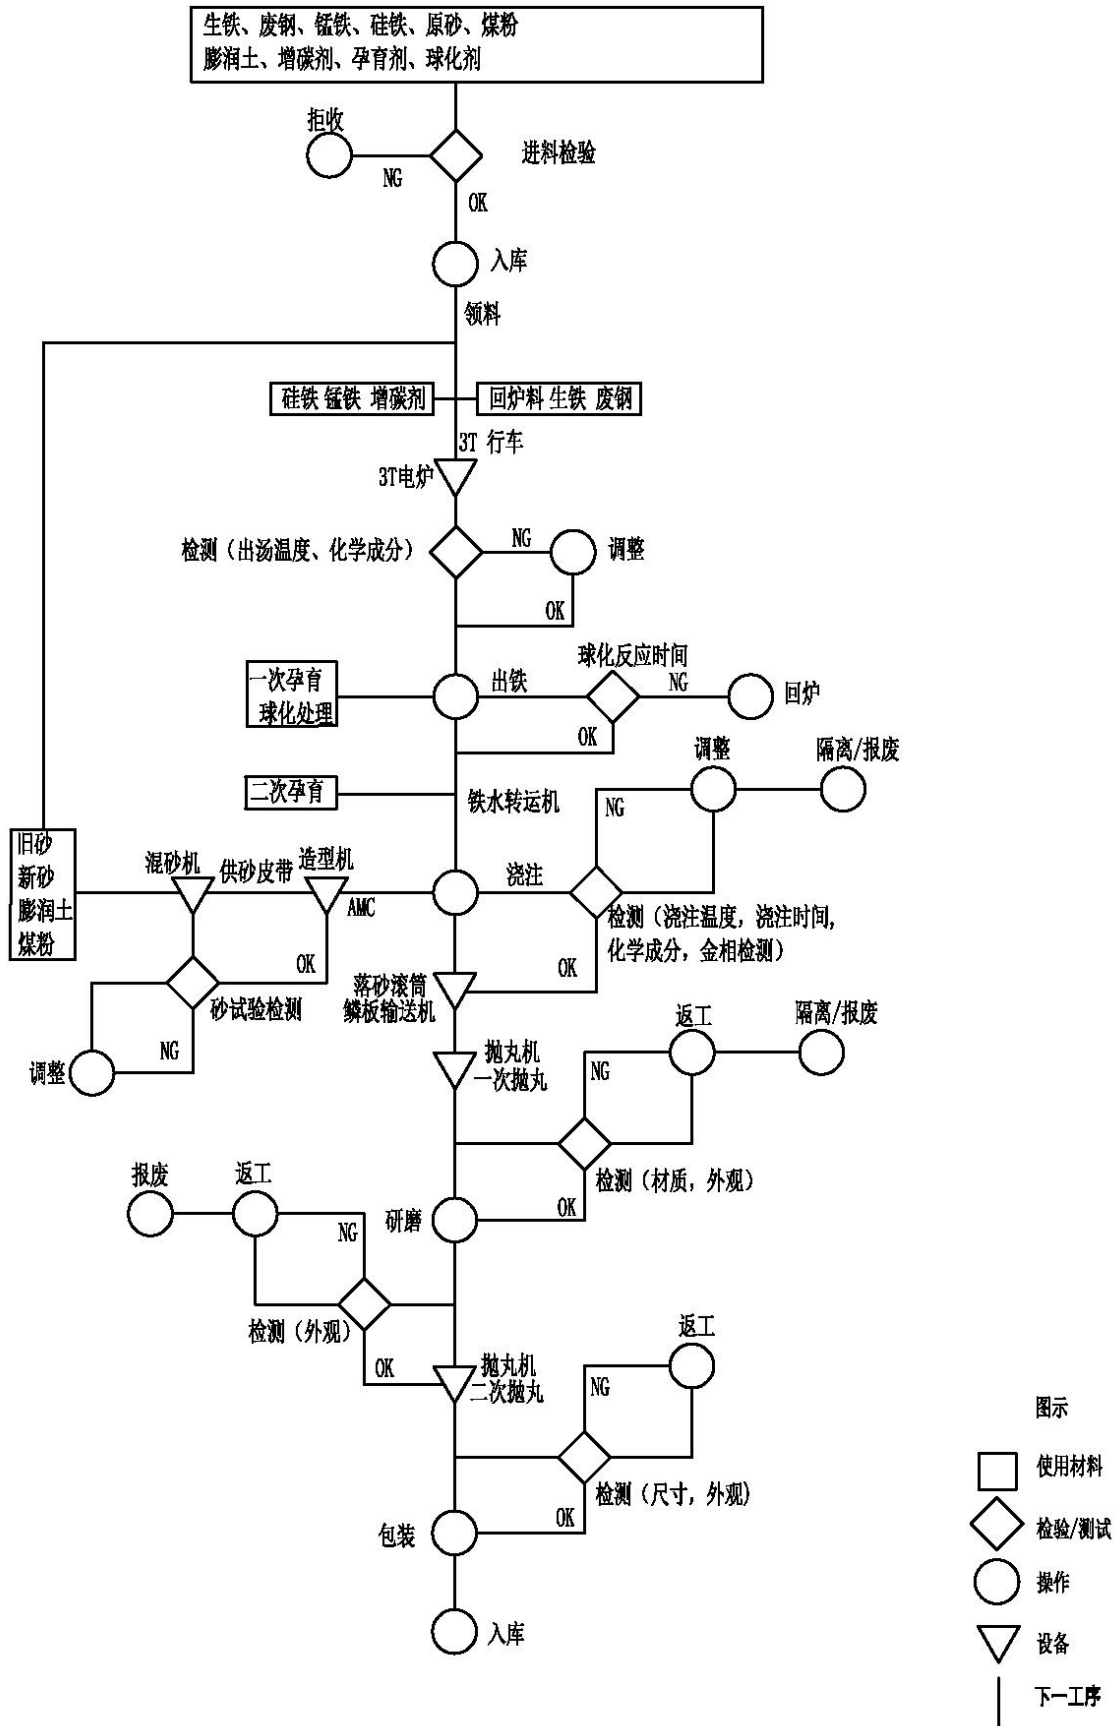 生铁、废钢、锰铁、硅铁、原砂、煤粉
膨润土、增碳剂、孕育剂、球化剂
拒收
进料检验
NG
OK
入库
领料
硅铁 锰铁 增碳剂
回炉料 生铁 废钢
3T 行车
3T电炉
检测（出汤温度、化学成分）
NG
调整
OK
球化反应时间
一次孕育
球化处理
出铁
NG
回炉
OK
调整
隔离/报废
二次孕育
铁水转运机
NG
旧砂
新砂
膨润土
煤粉
混砂机
供砂皮带
造型机
AMC
浇注
检测（浇注温度，浇注时间，
化学成分，金相检测）
OK
OK
砂试验检测
落砂滚筒
鳞板输送机
NG
调整
返工
隔离/报废
抛丸机
一次抛丸
NG
检测（材质，外观）
OK
报废
返工
研磨
NG
检测（外观）
OK
抛丸机
二次抛丸
返工
NG
检测（尺寸，外观）
OK
包装
入库
图示
使用材料
检验/测试
操作
设备
下一工序